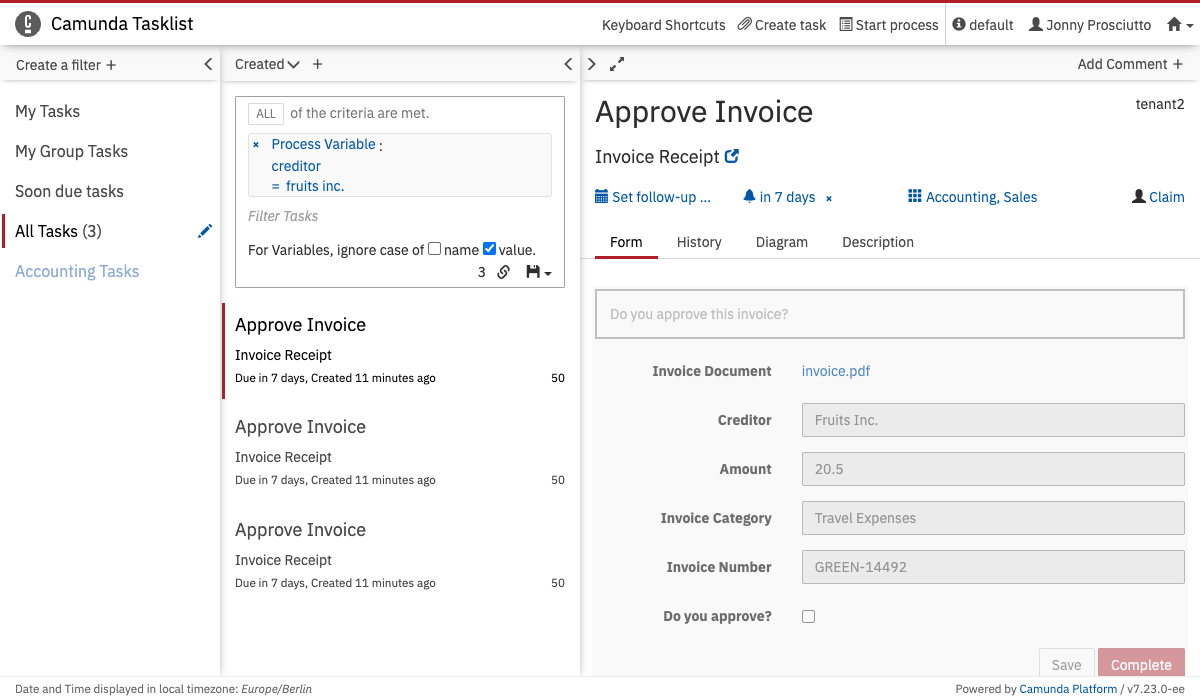 Camunda Tasklist
Keyboard Shortcuts Create task Start process default Jonny Prosciutto
Create a filter +
My Tasks
My Group Tasks
Soon due tasks
All Tasks (3)
Accounting Tasks
Created +
ALL of the criteria are met.
× Process Variable :
creditor
= fruits inc.
Filter Tasks
For Variables, ignore case of name value.
3
Approve Invoice
Invoice Receipt
Due in 7 days, Created 11 minutes ago 50
Approve Invoice
Invoice Receipt
Due in 7 days, Created 11 minutes ago 50
Approve Invoice
Invoice Receipt
Due in 7 days, Created 11 minutes ago 50
Add Comment +
Approve Invoice
tenant2
Invoice Receipt
Set follow-up ... in 7 days × Accounting, Sales Claim
Form History Diagram Description
Do you approve this invoice?
Invoice Document invoice.pdf
Creditor Fruits Inc.
Amount 20.5
Invoice Category Travel Expenses
Invoice Number GREEN-14492
Do you approve?
Save Complete
Date and Time displayed in local timezone: Europe/Berlin
Powered by Camunda Platform / v7.23.0-ee